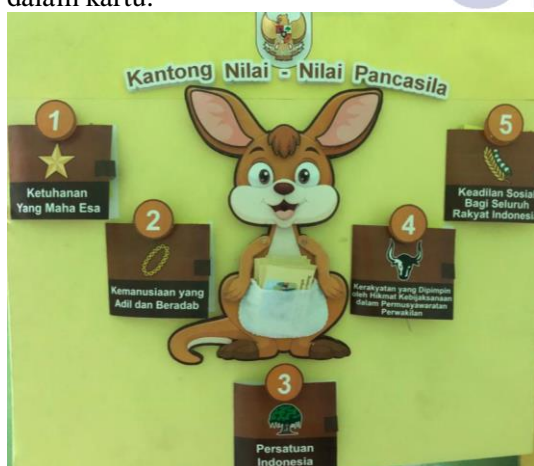 dalam kartu.
Kantong Nilai - Nilai Pancasila
1
Ketuhanan
Yang Maha Esa
2
Kemanusiaan yang
Adil dan Beradab
3
Persatuan
Indonesia
4
Kerakyatan yang Dipimpin
oleh Hikmat Kebijaksanaan
dalam Permusyawaratan
Perwakilan
5
Keadilan Sosial
Bagi Seluruh
Rakyat Indonesia